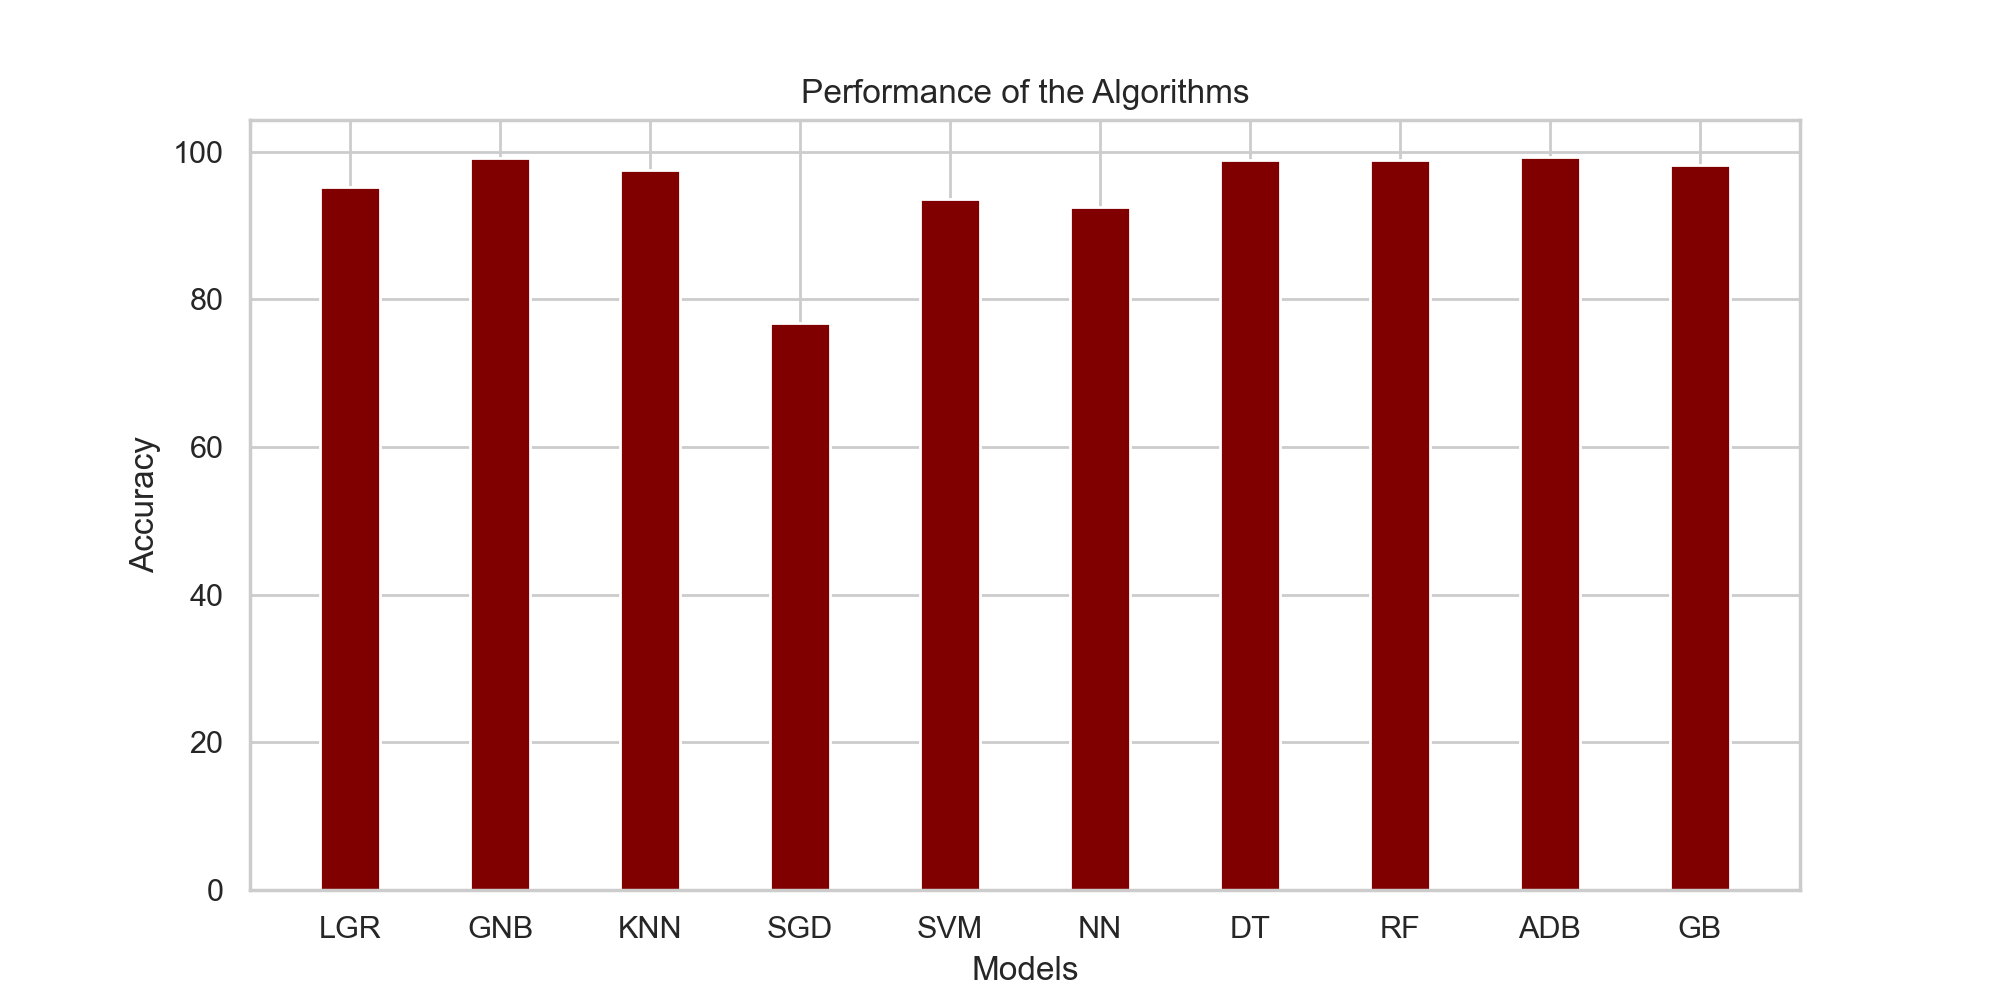 Performance of the Algorithms
100
80
60
40
20
0
Accuracy
LGR GNB KNN SGD SVM NN DT RF ADB GB
Models